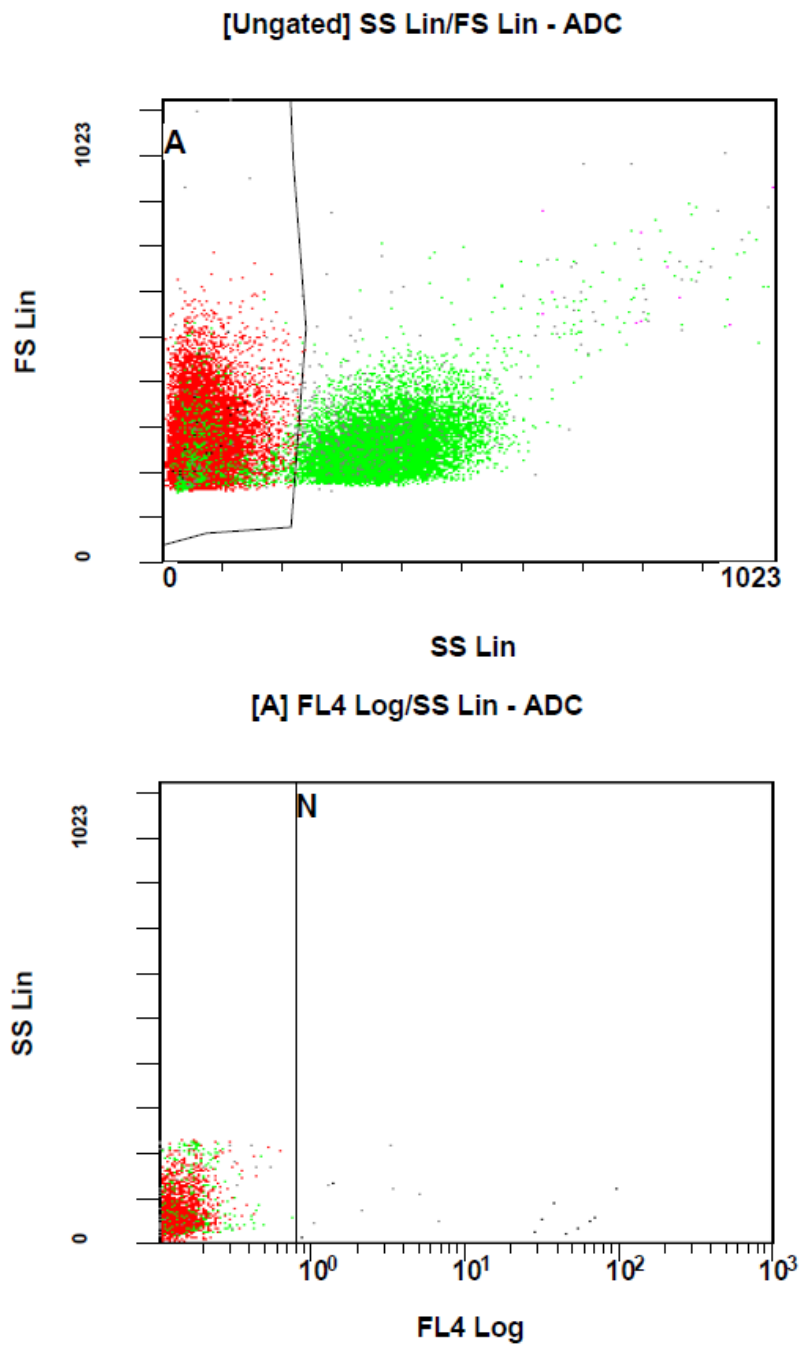 [Ungated] SS Lin/FS Lin - ADC
1023
A
FS Lin
0
0
1023
SS Lin
[A] FL4 Log/SS Lin - ADC
1023
N
SS Lin
0
10⁰
10¹
10²
10³
FL4 Log